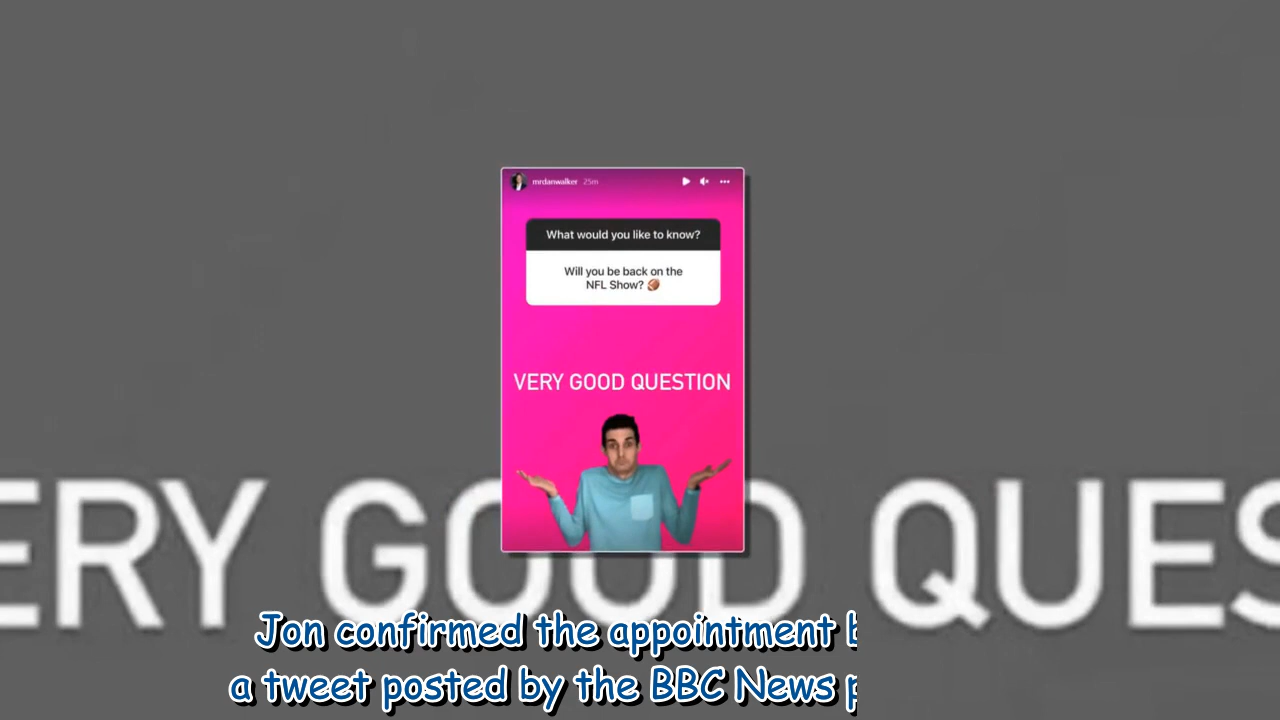 mrdanwalker 25m
What would you like to know?
Will you be back on the
NFL Show? 🏈
VERY GOOD QUESTION
ERY GOOD QUES
Jon confirmed the appointment b
a tweet posted by the BBC News p